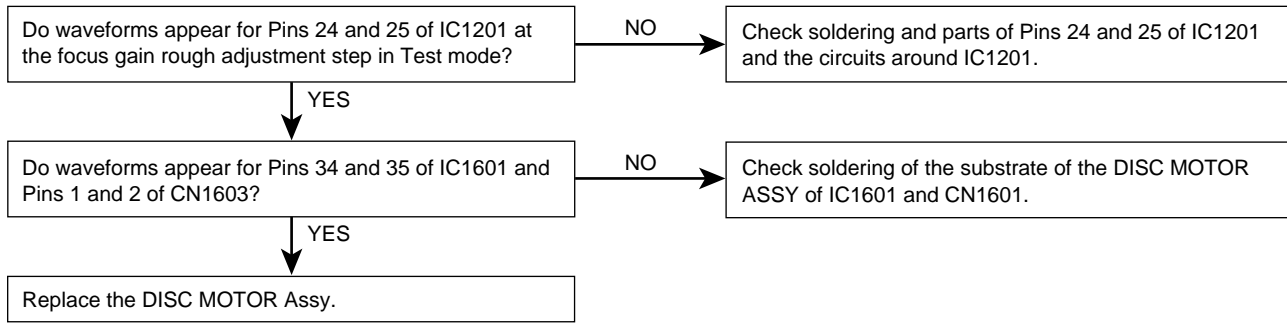 Do waveforms appear for Pins 24 and 25 of IC1201 at
the focus gain rough adjustment step in Test mode?
NO
Check soldering and parts of Pins 24 and 25 of IC1201
and the circuits around IC1201.
YES
Do waveforms appear for Pins 34 and 35 of IC1601 and
Pins 1 and 2 of CN1603?
NO
Check soldering of the substrate of the DISC MOTOR
ASSY of IC1601 and CN1601.
YES
Replace the DISC MOTOR Assy.